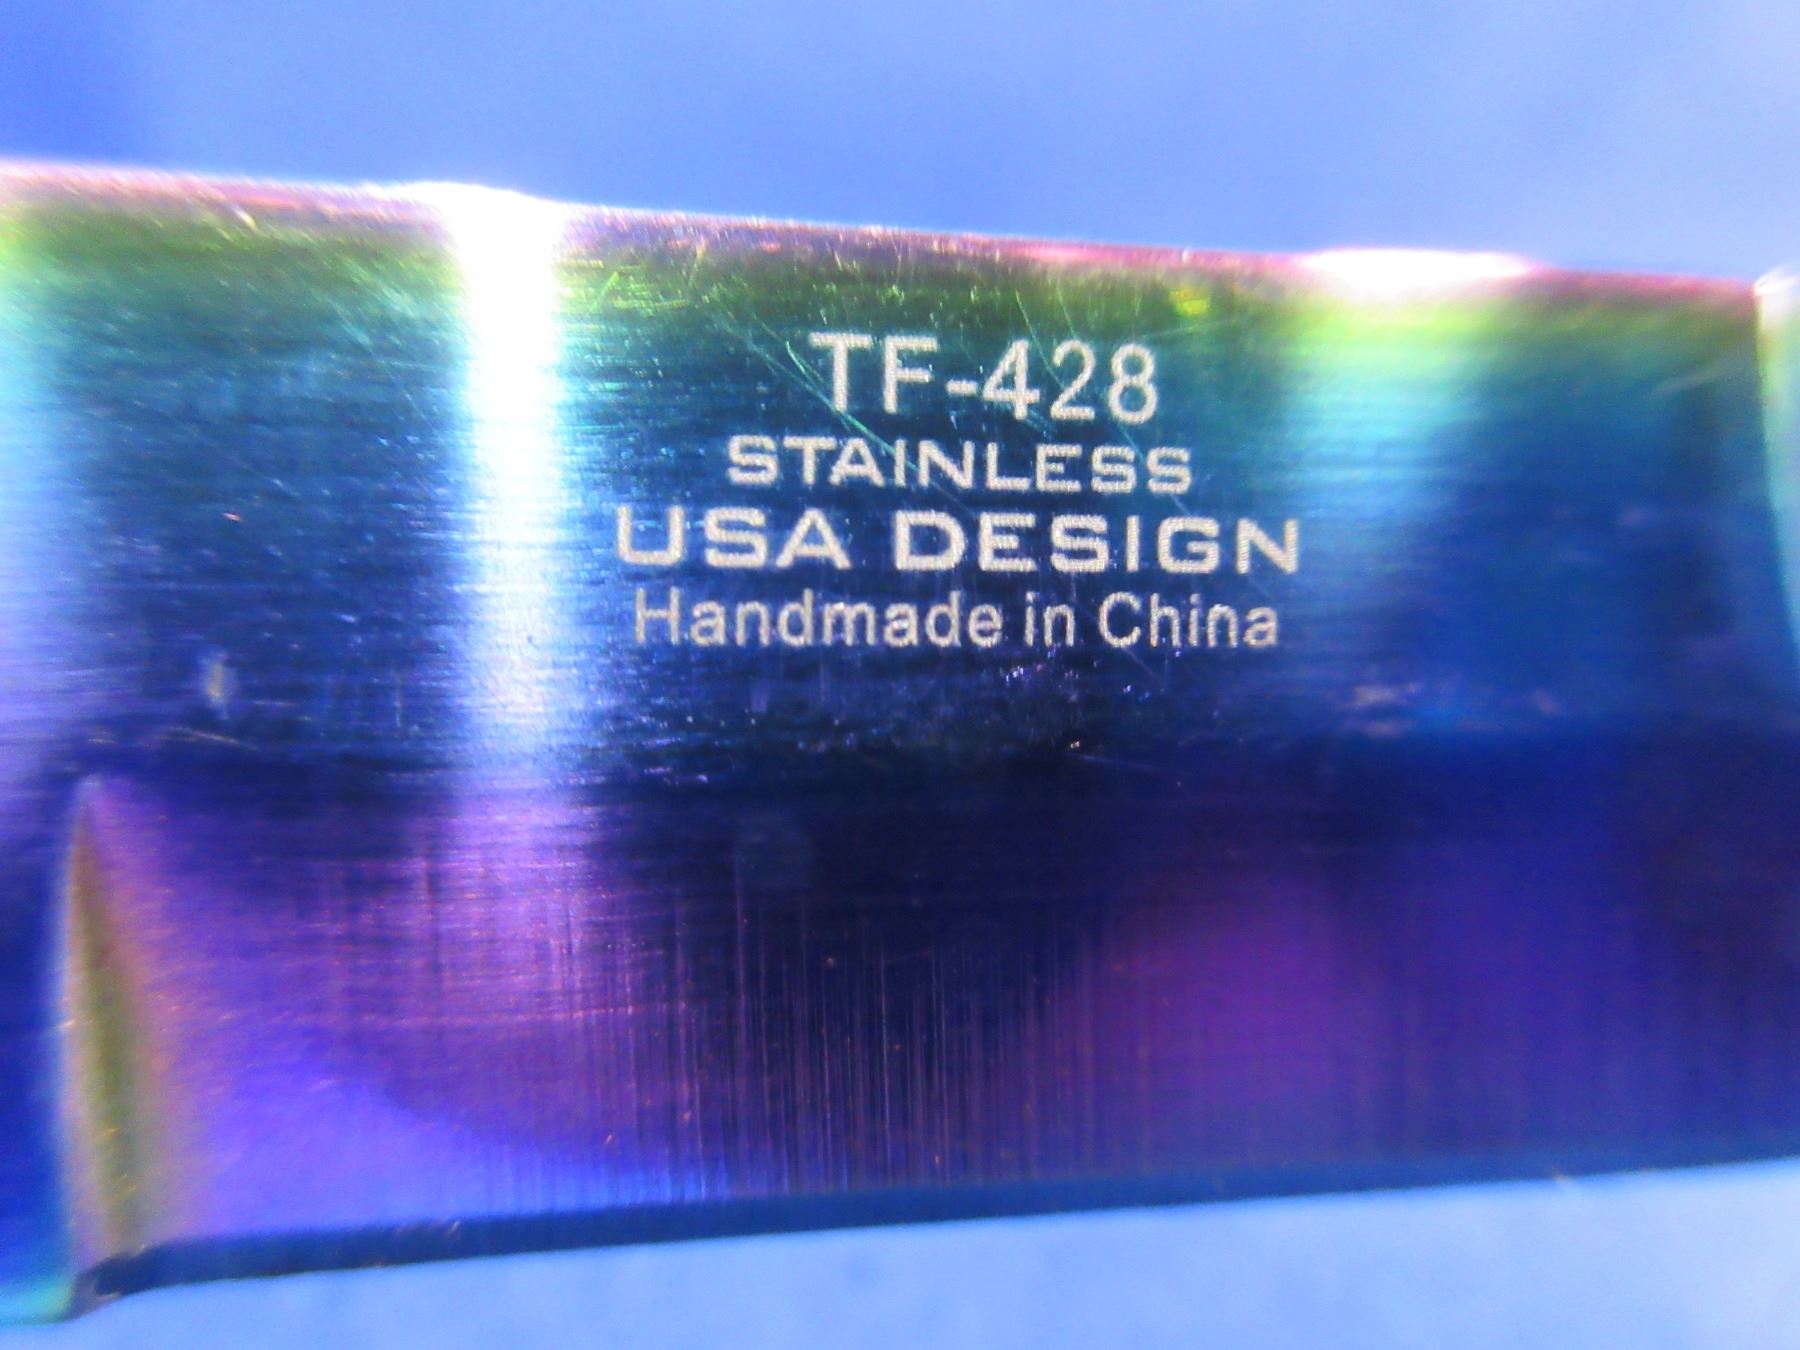 TF-428
STAINLESS
USA DESIGN
Handmade in China